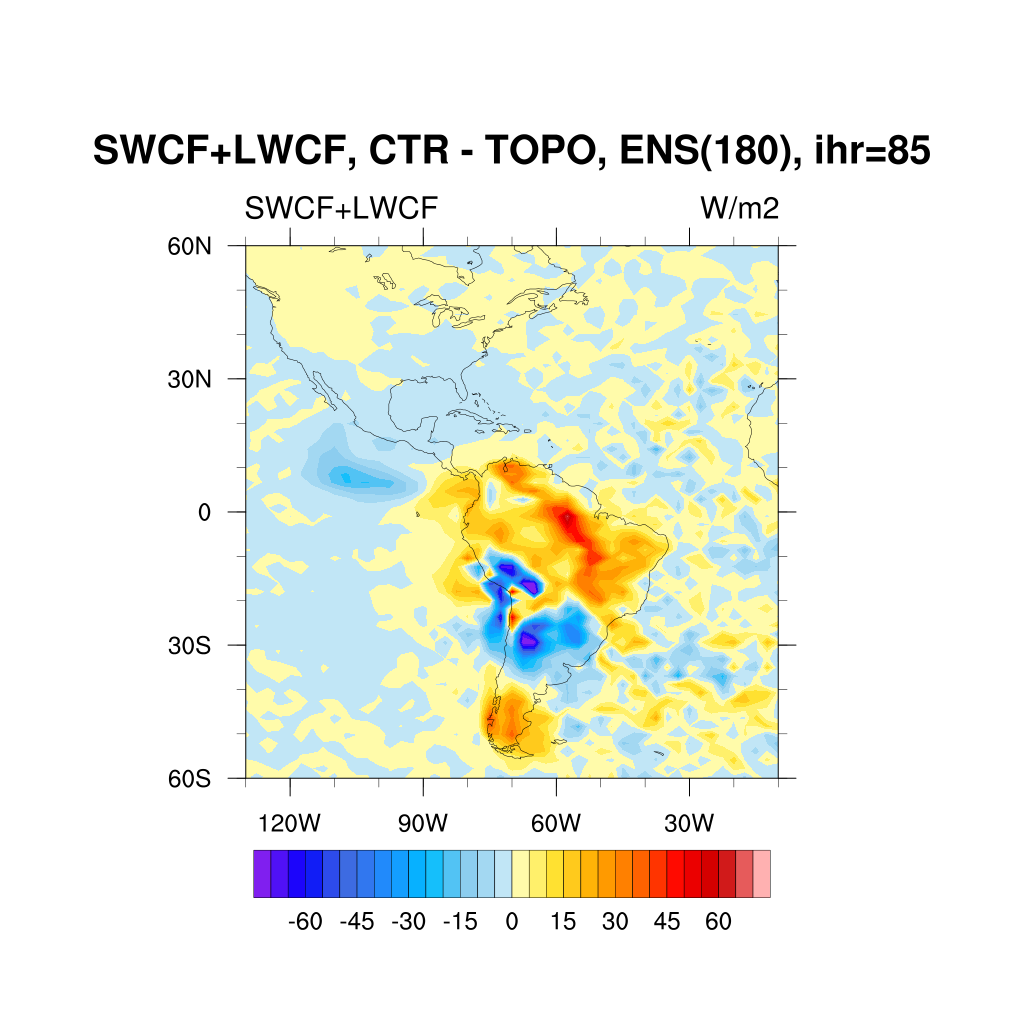 SWCF+LWCF, CTR - TOPO, ENS(180), ihr=85
SWCF+LWCF W/m2
60N
30N
0
30S
60S
120W 90W 60W 30W
-60 -45 -30 -15 0 15 30 45 60